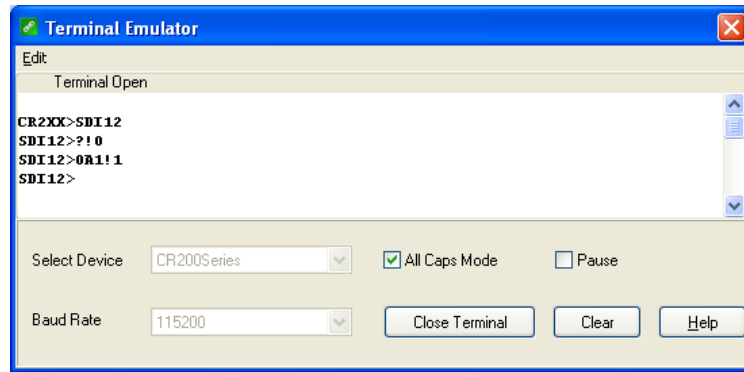 Terminal Emulator
Edit
Terminal Open
CR2XX>SDI12
SDI12>?!0
SDI12>0A1!1
SDI12>
Select Device CR200Series All Caps Mode Pause
Baud Rate 115200 Close Terminal Clear Help